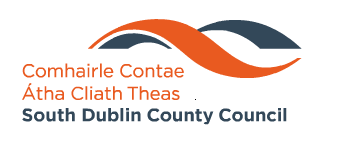 Comhairle Contae
Átha Cliath Theas
South Dublin County Council